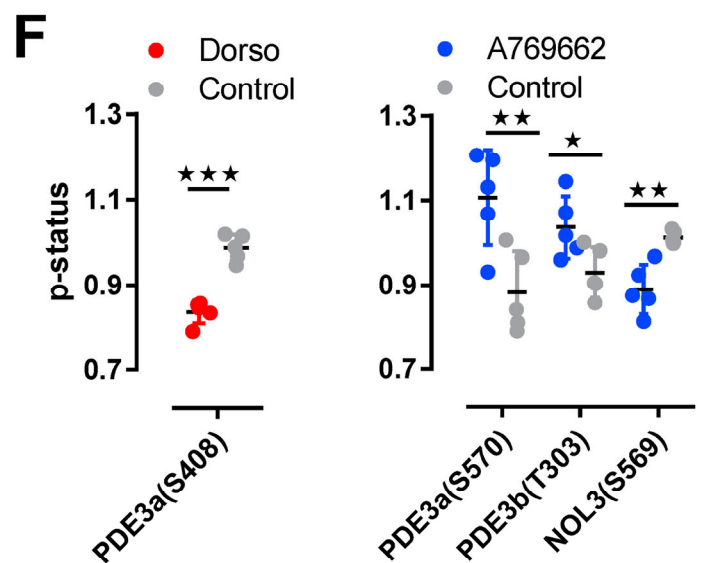 F
Dorso
Control
A769662
Control
p-status
1.3
1.1
0.9
0.7
★★★
PDE3a(S408)
1.3
1.1
0.9
0.7
★★
★
★★
PDE3a(S570)
PDE3b(T303)
NOL3(S569)